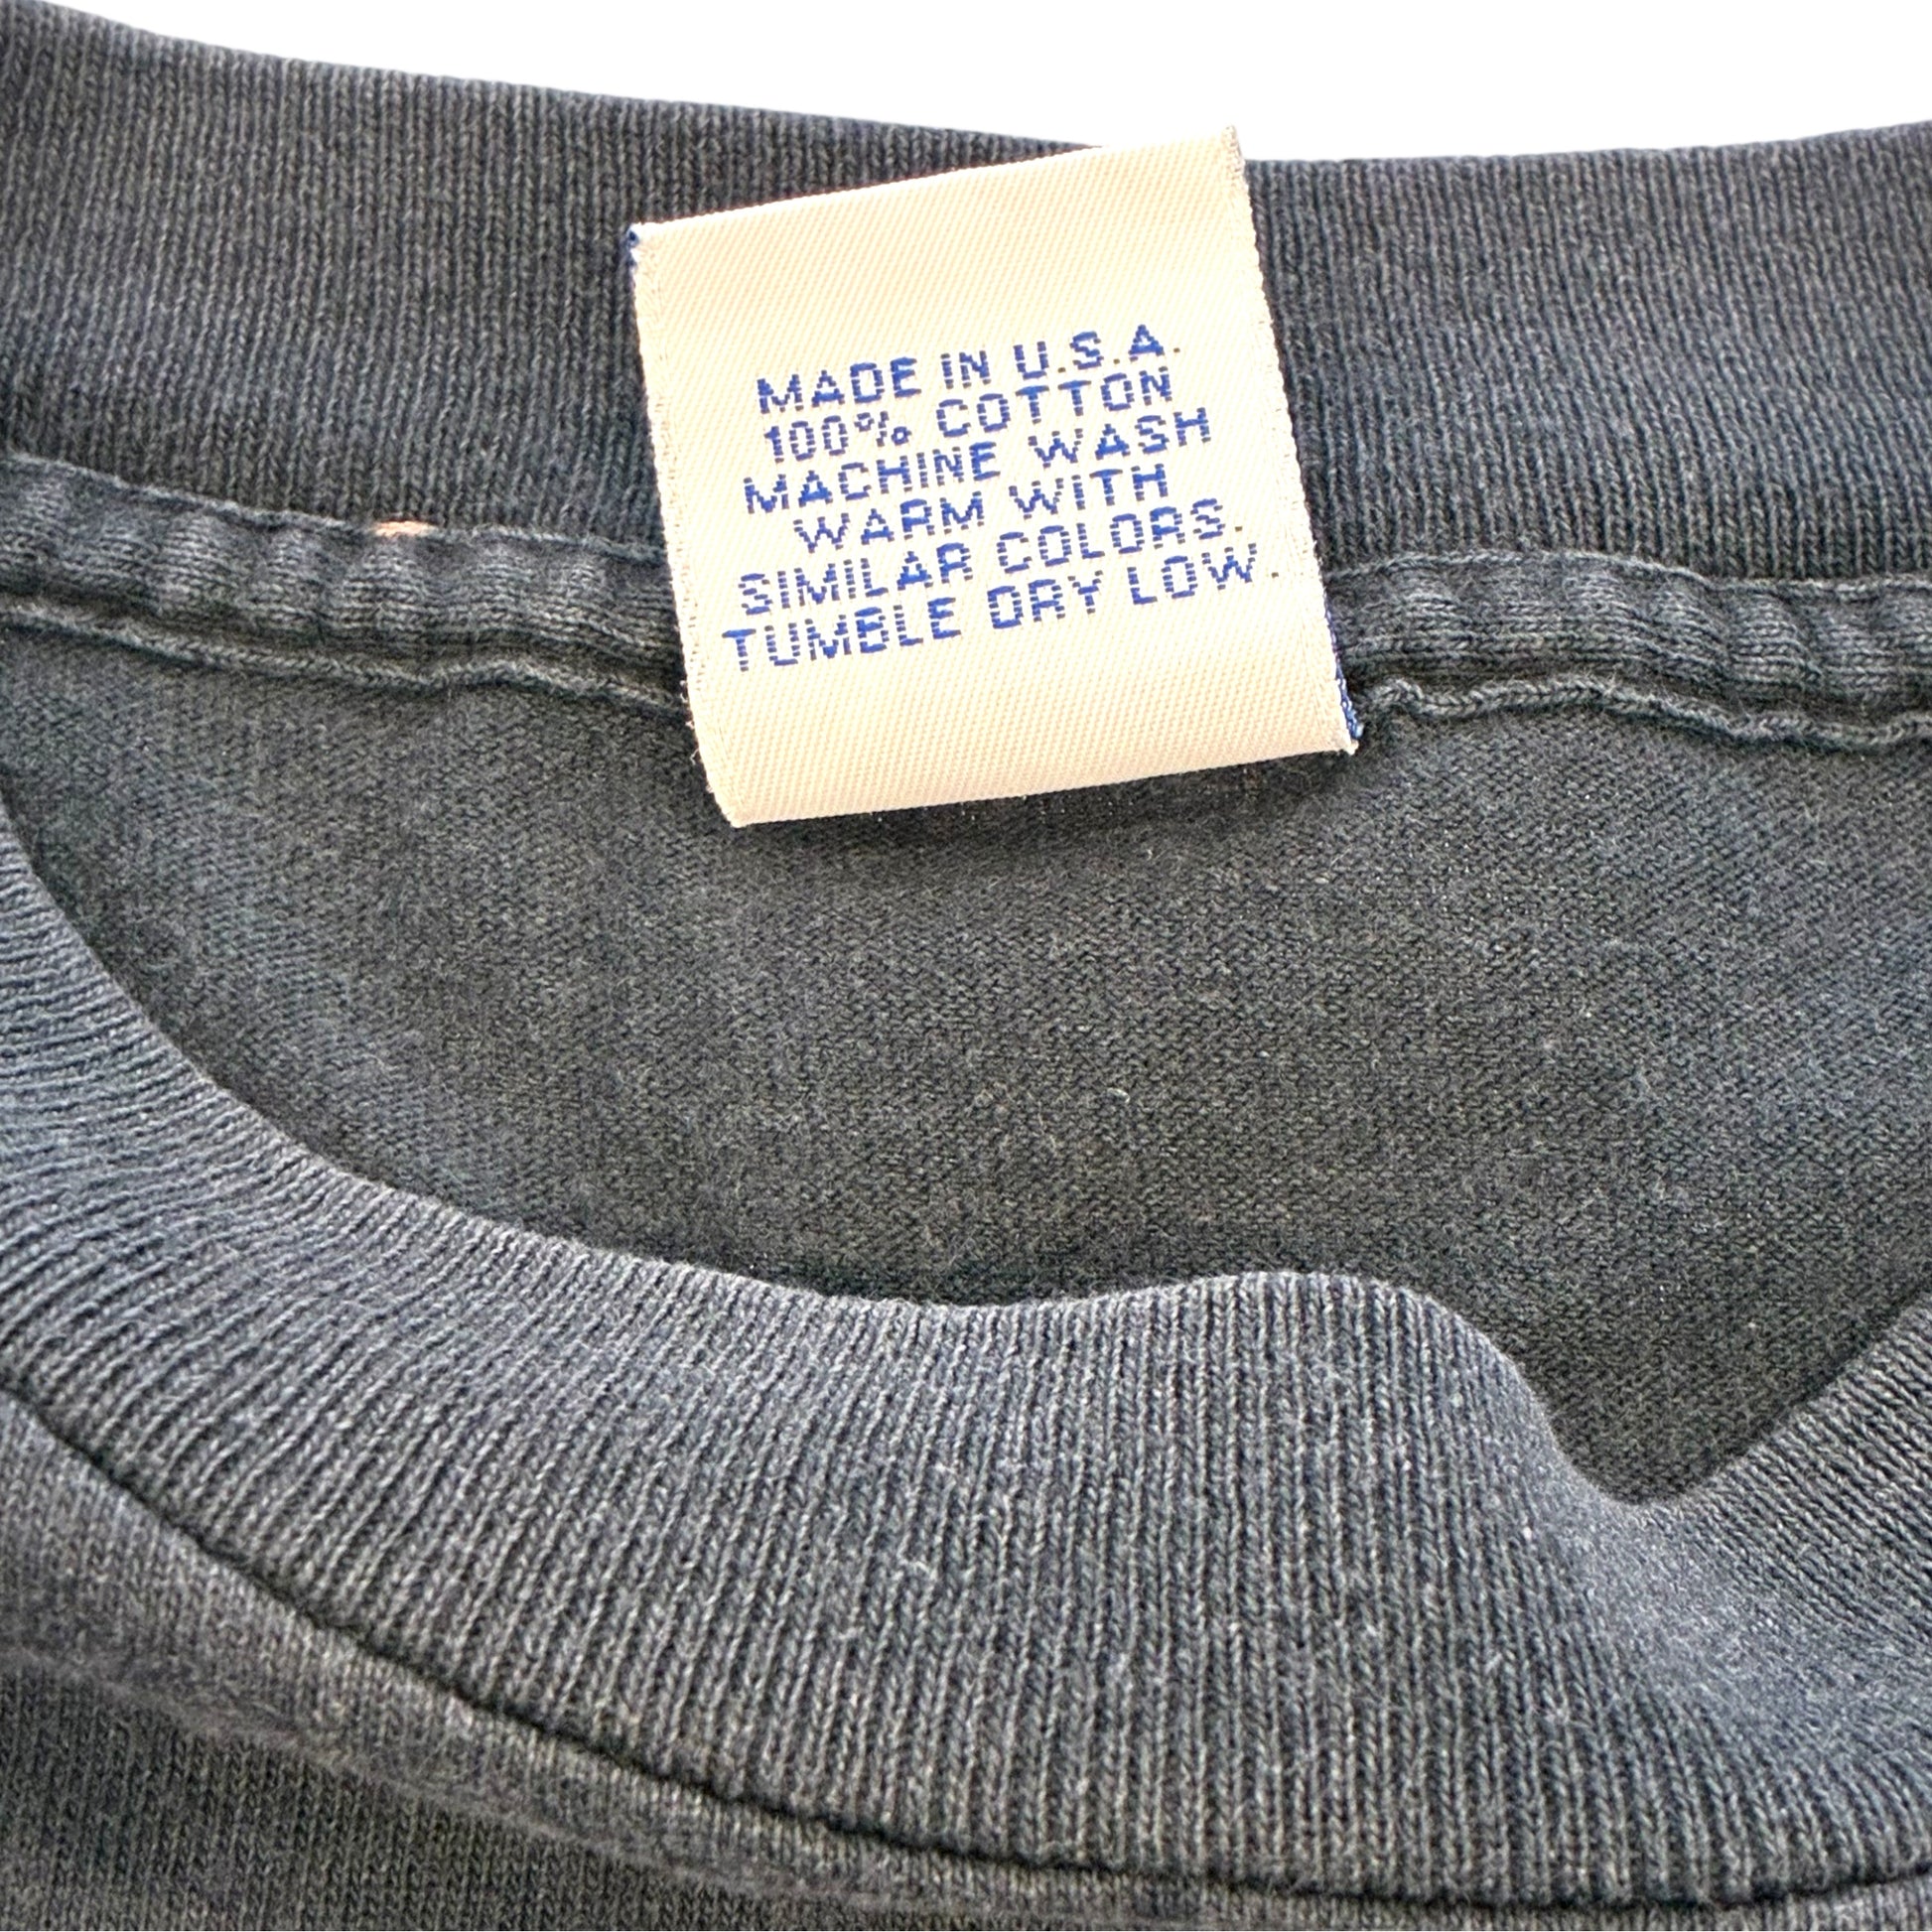 MADE IN U.S.A.
100% COTTON
MACHINE WASH
WARM WITH
SIMILAR COLORS.
TUMBLE DRY LOW.